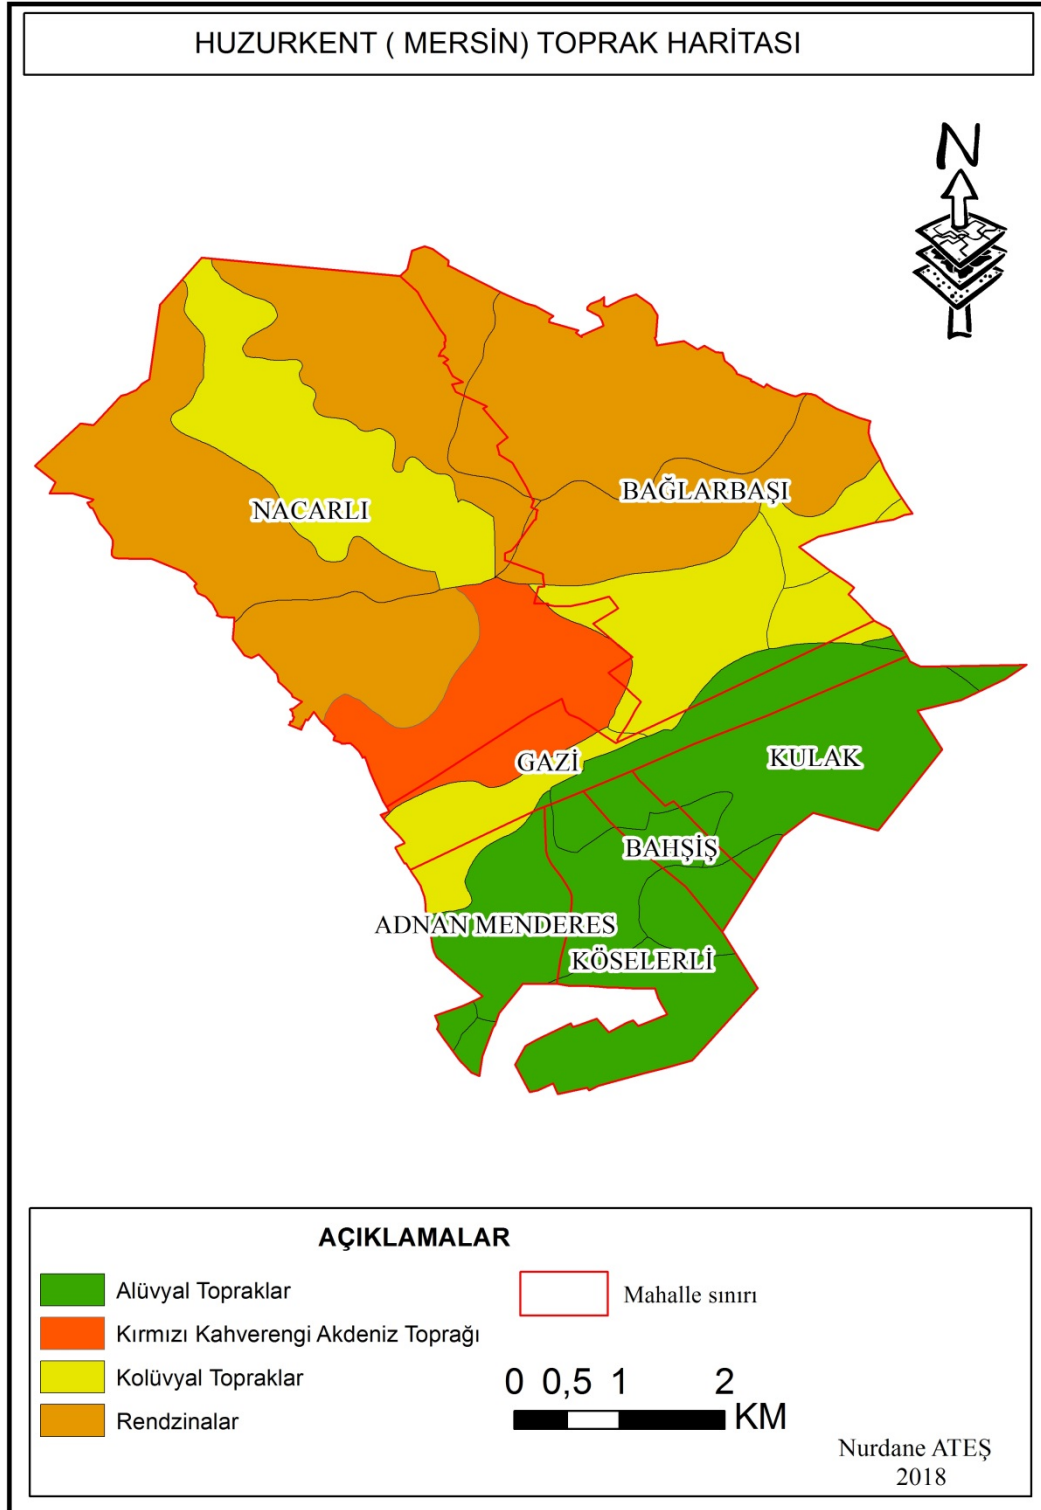 HUZURKENT ( MERSİN) TOPRAK HARİTASI
N
BAĞLARBAŞI
NACARLI
GAZİ
KULAK
BAHŞİŞ
ADNAN MENDERES
KÖSELERLİ
AÇIKLAMALAR
Alüvyal Topraklar
Mahalle sınırı
Kırmızı Kahverengi Akdeniz Toprağı
Kolüvyal Topraklar
Rendzinalar
0 0,5 1 2
KM
Nurdane ATEŞ
2018